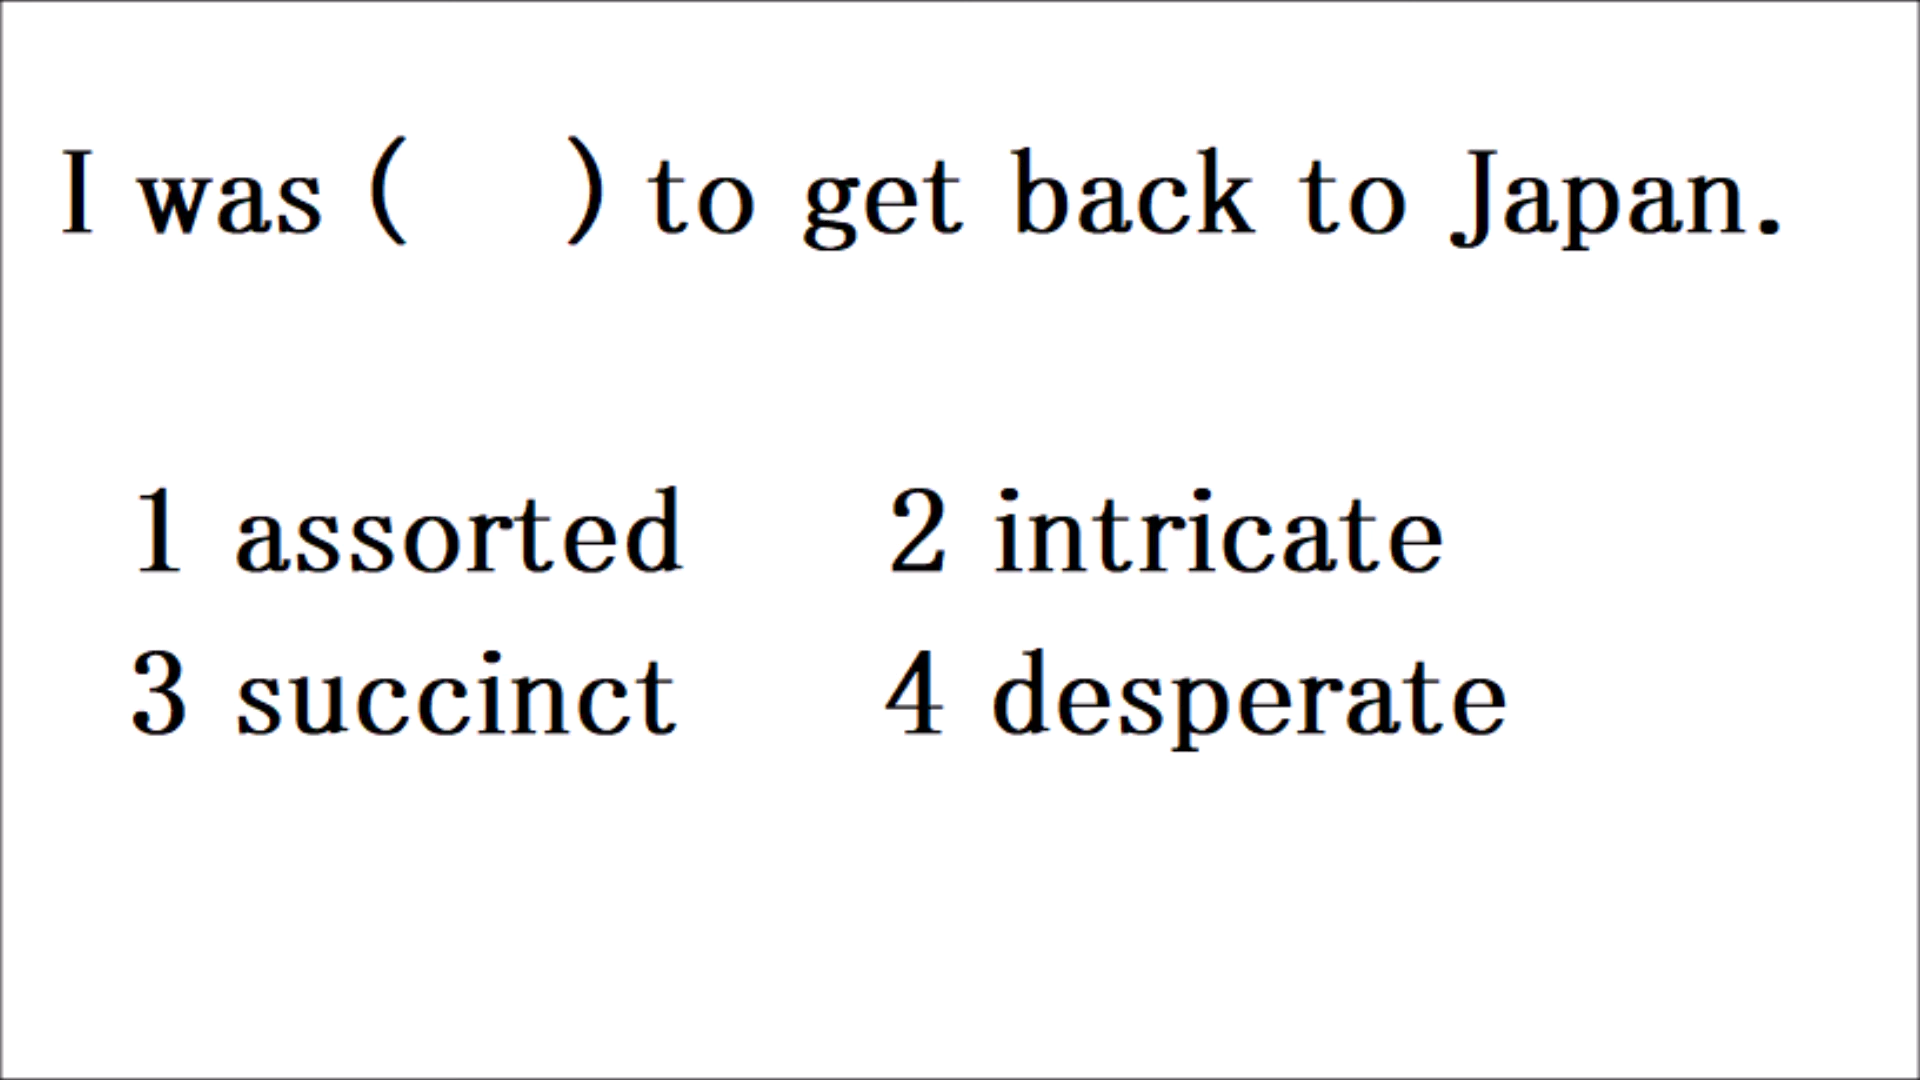 I was (   ) to get back to Japan.
1 assorted   2 intricate
3 succinct   4 desperate